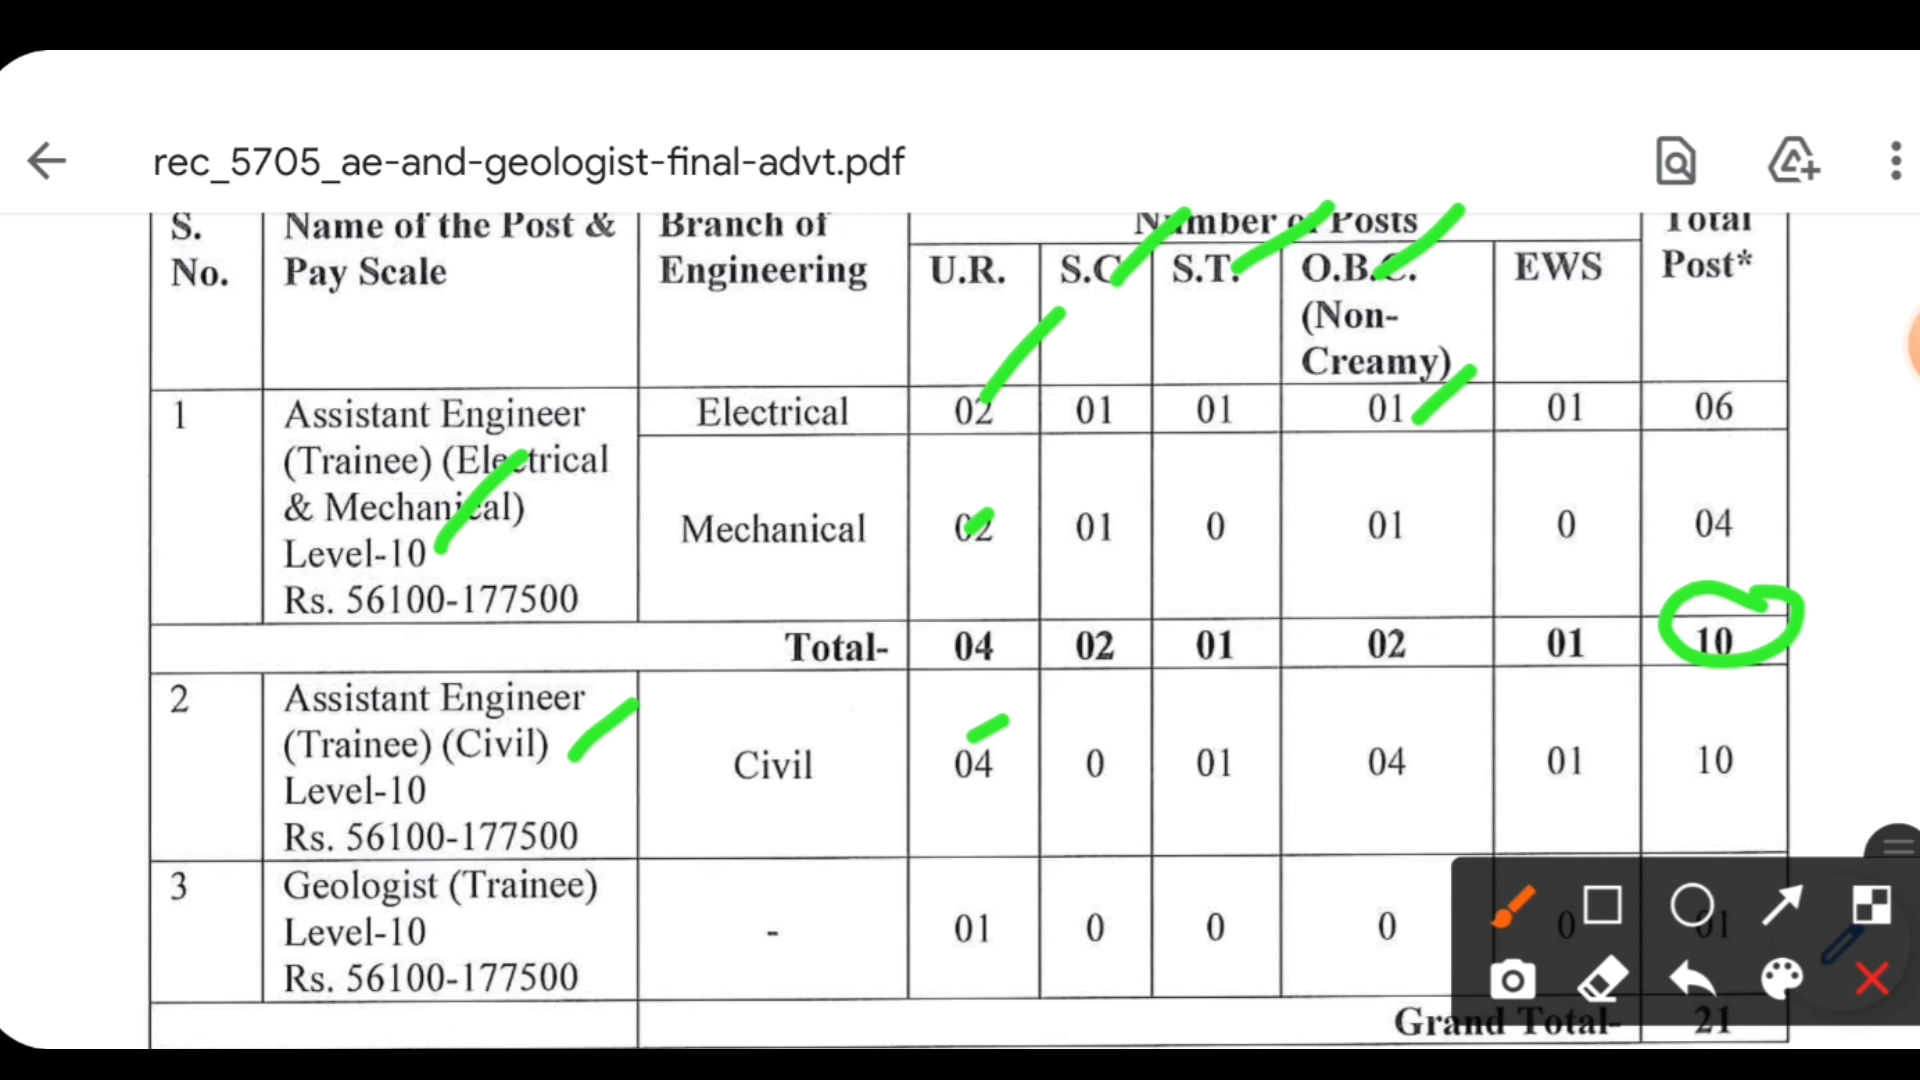 rec_5705_ae-and-geologist-final-advt.pdf
S. No.
Name of the Post & Pay Scale
Branch of Engineering
Number of Posts
Total Post*
U.R.
S.C
S.T.
O.B.C. (Non-Creamy)
EWS
1
Assistant Engineer
(Trainee) (Electrical
& Mechanical)
Level-10
Rs. 56100-177500
Electrical 02 01 01 01 01 06
Mechanical 02 01 0 01 0 04
Total- 04 02 01 02 01 10
2
Assistant Engineer
(Trainee) (Civil)
Level-10
Rs. 56100-177500
Civil 04 0 01 04 01 10
3
Geologist (Trainee)
Level-10
Rs. 56100-177500
- 01 0 0 0 0 01
Grand Total- 21